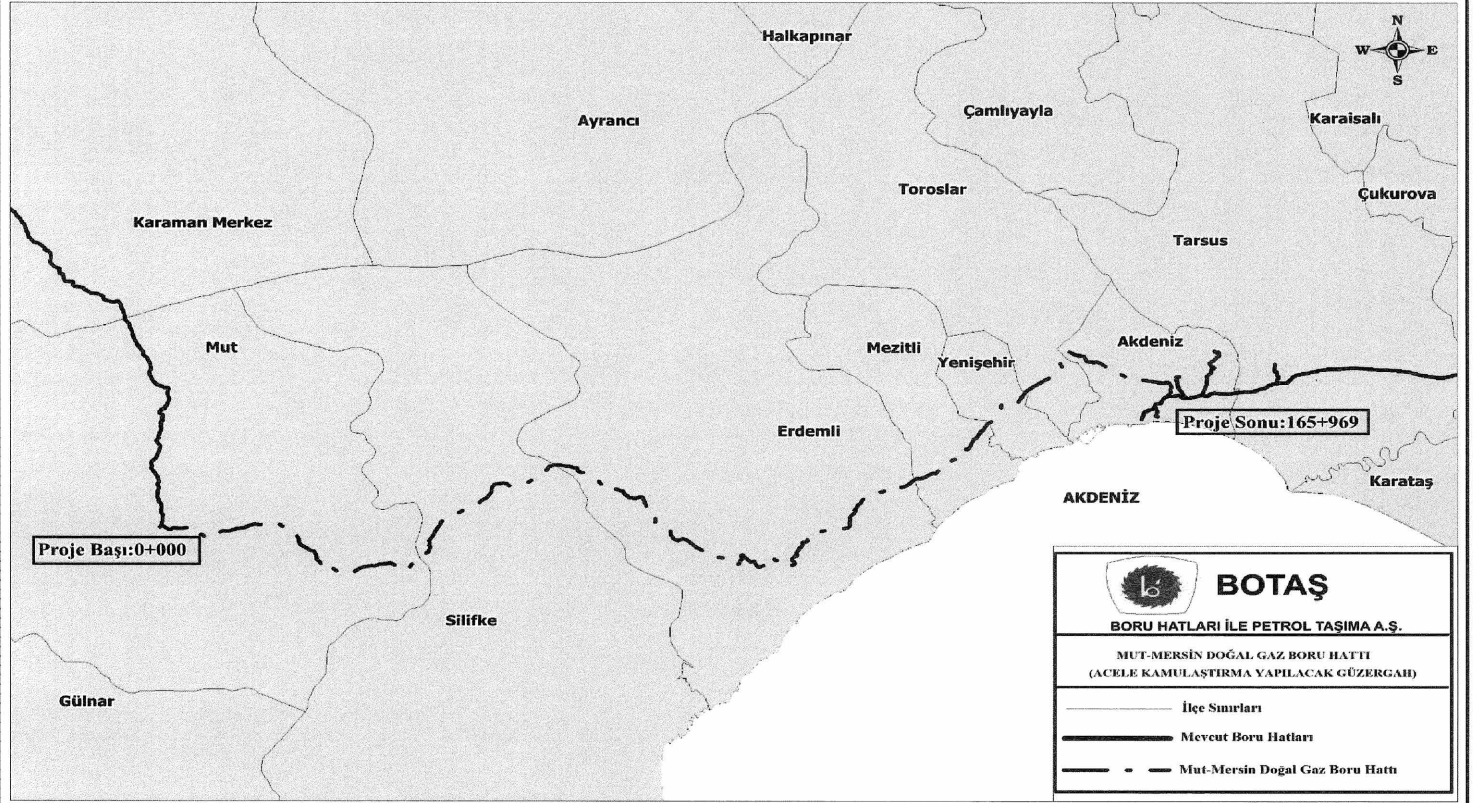 Halkapınar
N
W E
S
Ayrancı
Çamlıyayla
Karaisalı
Toroslar
Çukurova
Karaman Merkez
Tarsus
Mut
Mezitli
Akdeniz
Yenişehir
Erdemli
Proje Sonu:165+969
Karataş
AKDENİZ
Proje Başı:0+000
Silifke
Gülnar
BOTAŞ
BORU HATLARI İLE PETROL TAŞIMA A.Ş.
MUT-MERSİN DOĞAL GAZ BORU HATTI
(ACELE KAMULAŞTIRMA YAPILACAK GÜZERGAH)
İlçe Sınırları
Mevcut Boru Hatları
Mut-Mersin Doğal Gaz Boru Hattı